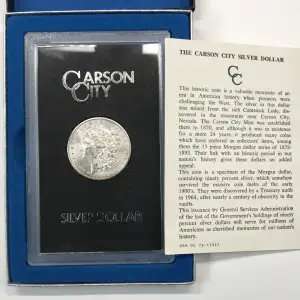 CARSON
CITY
SILVER DOLLAR
THE CARSON CITY SILVER DOLLAR
CC
This historic coin is a valuable memento of an
era in American history when pioneers were
challenging the West. The silver in this dollar
was mined from the rich Comstock Lode, dis-
covered in the mountains near Carson City,
Nevada. The Carson City Mint was established
there in 1870, and although it was in existence
for a mere 24 years, it produced many coins
which have endured as collectors' items, among
them the 13 piece Morgan dollar series of 1878-
1893. Their birth with an historic period in our
nation's history gives these dollars an added
appeal.
This coin is a specimen of the Morgan dollar,
containing ninety percent silver, which somehow
survived the massive coin melts of the early
1900's. They were discovered by a Treasury audit
in 1964, after nearly a century of obscurity in the
vaults.
This issuance by General Services Administration
of the last of the Government's holdings of ninety
percent silver dollars will serve for millions of
Americans as cherished mementos of our nation's
history.